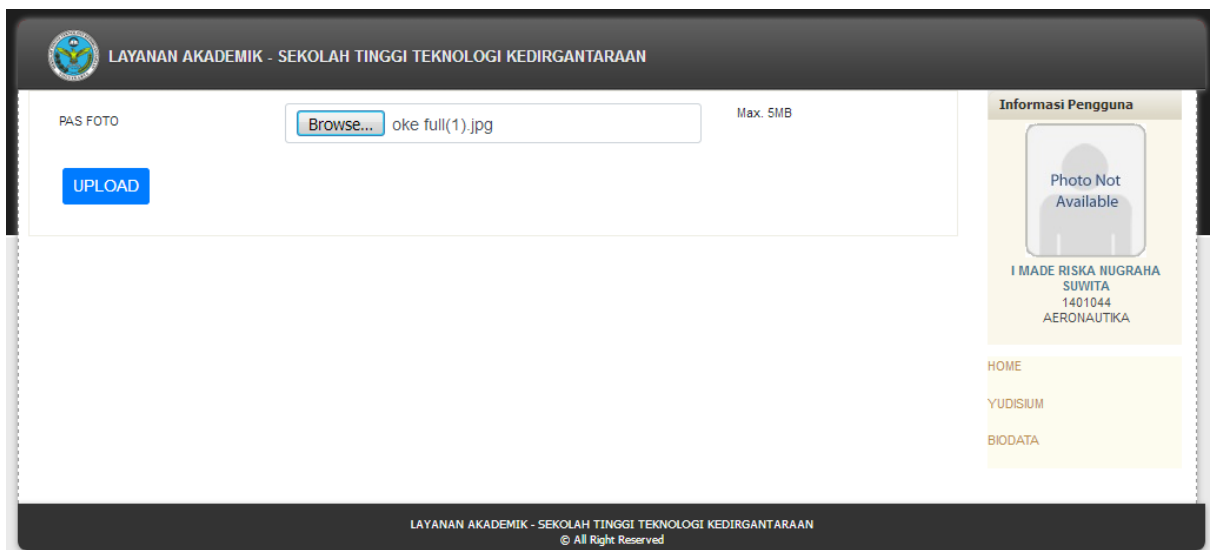 LAYANAN AKADEMIK - SEKOLAH TINGGI TEKNOLOGI KEDIRGANTARAAN
PAS FOTO
Browse... oke full(1).jpg
Max. 5MB
UPLOAD
Informasi Pengguna
Photo Not
Available
I MADE RISKA NUGRAHA
SUWITA
1401044
AERONAUTIKA
HOME
YUDISIUM
BIODATA
LAYANAN AKADEMIK - SEKOLAH TINGGI TEKNOLOGI KEDIRGANTARAAN
© All Right Reserved